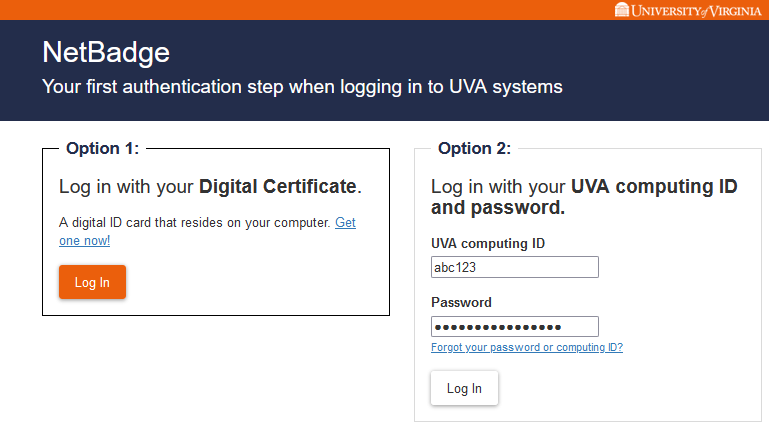 UNIVERSITY of VIRGINIA
NetBadge
Your first authentication step when logging in to UVA systems
Option 1:
Log in with your Digital Certificate.
A digital ID card that resides on your computer. Get
one now!
Log In
Option 2:
Log in with your UVA computing ID
and password.
UVA computing ID
abc123
Password
••••••••••••••••
Forgot your password or computing ID?
Log In